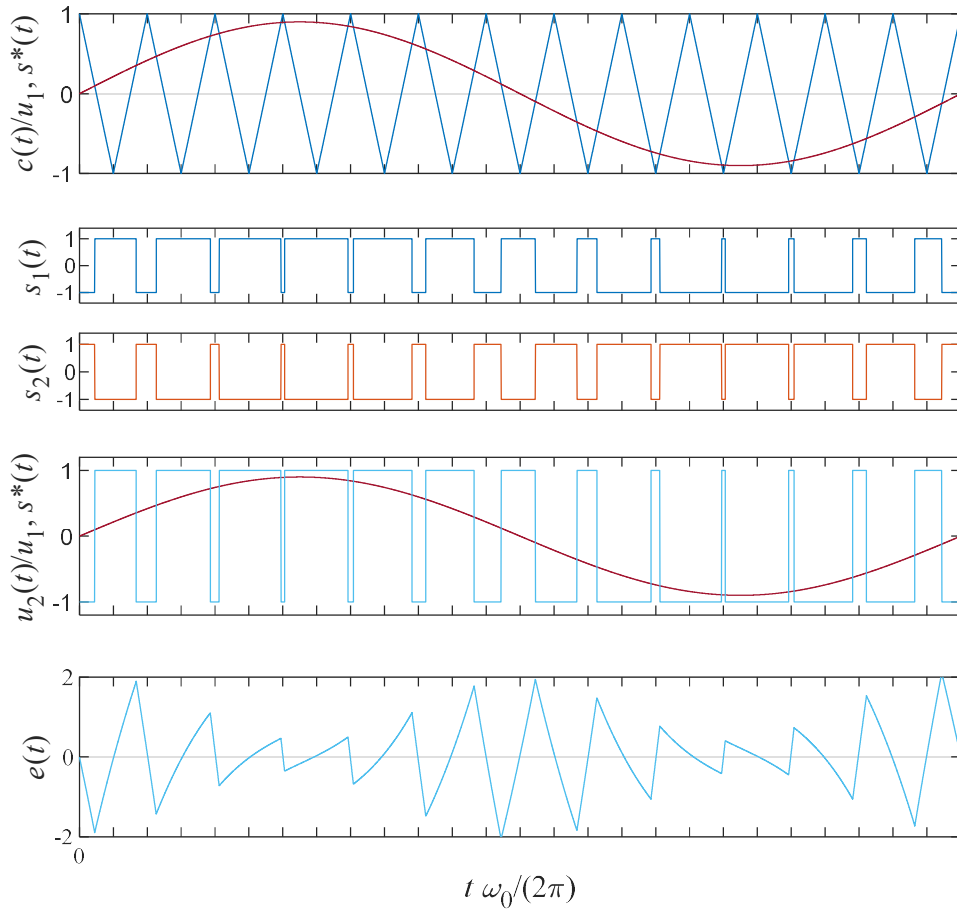 c(t)/u₁, s*(t)
1
0
-1
s₁(t)
1
0
-1
s₂(t)
1
0
-1
u₂(t)/u₁, s*(t)
1
0
-1
e(t)
2
0
-2
0
t ω₀/(2π)